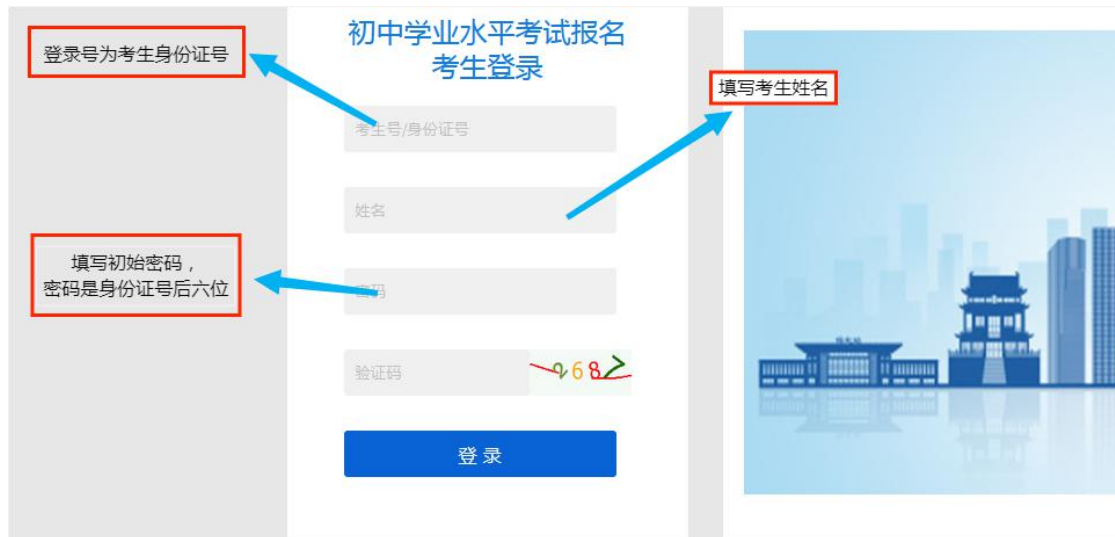 初中学业水平考试报名
考生登录
登录号为考生身份证号
考生号/身份证号
填写考生姓名
姓名
填写初始密码，
密码是身份证号后六位
密码
验证码
2687
登录